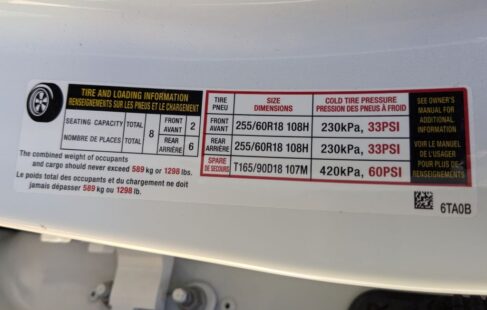 TIRE AND LOADING INFORMATION
RENSEIGNEMENTS SUR LES PNEUS ET LE CHARGEMENT
SEATING CAPACITY TOTAL 8 FRONT 2
NOMBRE DE PLACES TOTAL AVANT
REAR 6
ARRIÈRE
The combined weight of occupants
and cargo should never exceed 589 kg or 1298 lbs.
Le poids total des occupants et du chargement ne doit
jamais dépasser 589 kg ou 1298 lb.
TIRE SIZE COLD TIRE PRESSURE
PNEU DIMENSIONS PRESSION DES PNEUS À FROID
FRONT 255/60R18 108H 230kPa, 33PSI
AVANT
REAR 255/60R18 108H 230kPa, 33PSI
ARRIÈRE
SPARE T165/90D18 107M 420kPa, 60PSI
DE SECOURS
SEE OWNER'S
MANUAL FOR
ADDITIONAL
INFORMATION
VOIR LE MANUEL
DE L'USAGER
POUR PLUS DE
RENSEIGNEMENTS
6TA0B